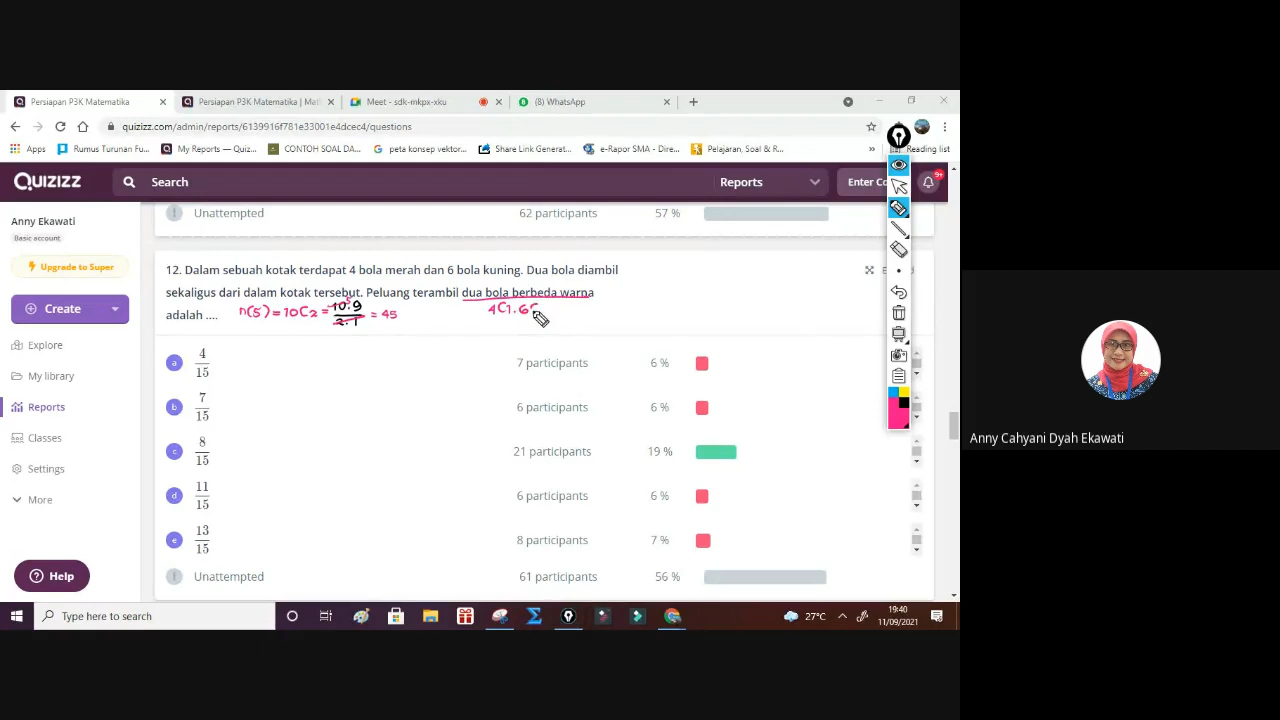 Persiapan P3K Matematika
Persiapan P3K Matematika | Mat
Meet - sdk-mkpx-xku
(8) WhatsApp
quizizz.com/admin/reports/6139916f781e33001e4dcec4/questions
Apps
Rumus Turunan Fu...
My Reports — Quiz...
CONTOH SOAL DA...
peta konsep vektor...
Share Link Generat...
e-Rapor SMA - Dire...
Pelajaran, Soal & R...
»
Reading list
QUIZIZZ
Search
Reports
Enter Co
9+
Anny Ekawati
Basic account
Upgrade to Super
Create
Explore
My library
Reports
Classes
Settings
More
Help
Unattempted 62 participants 57 %
12. Dalam sebuah kotak terdapat 4 bola merah dan 6 bola kuning. Dua bola diambil
sekaligus dari dalam kotak tersebut. Peluang terambil dua bola berbeda warna
adalah ....
n(S) = 10C2 = 10.9 / 2.1 = 45
5
4C1.6C
a 4/15 7 participants 6 %
b 7/15 6 participants 6 %
c 8/15 21 participants 19 %
d 11/15 6 participants 6 %
e 13/15 8 participants 7 %
Unattempted 61 participants 56 %
Anny Cahyani Dyah Ekawati
Type here to search
27°C
19:40
11/09/2021